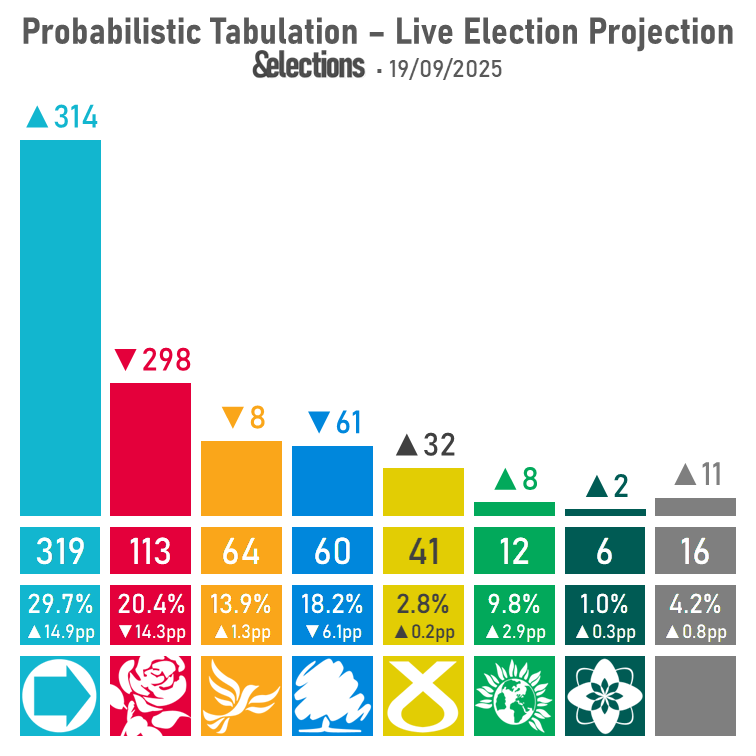 Probabilistic Tabulation – Live Election Projection
&elections · 19/09/2025
▲314
▼298
▼8
▼61
▲32
▲8
▲2
▲11
319 113 64 60 41 12 6 16
29.7% 20.4% 13.9% 18.2% 2.8% 9.8% 1.0% 4.2%
▲14.9pp ▼14.3pp ▲1.3pp ▼6.1pp ▲0.2pp ▲2.9pp ▲0.3pp ▲0.8pp